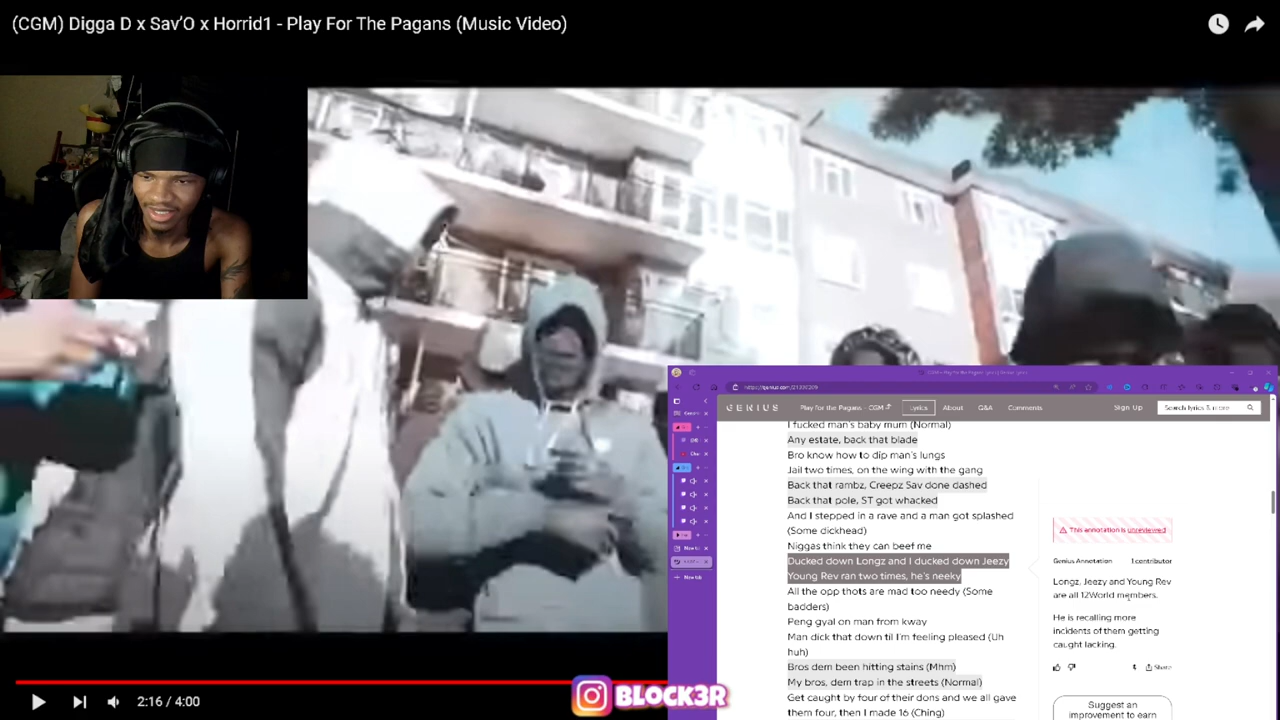 (CGM) Digga D x Sav'O x Horrid1 - Play For The Pagans (Music Video)
GENIUS
Play for the Pagans - CGM
Lyrics
About
Q&A
Comments
Sign Up
Search lyrics & more
I fucked man's baby mum (Normal)
Any estate, back that blade
Bro know how to dip man's lungs
Jail two times, on the wing with the gang
Back that rambz, Creepz Sav done dashed
Back that pole, ST got whacked
And I stepped in a rave and a man got splashed
(Some dickhead)
Niggas think they can beef me
Ducked down Longz and I ducked down Jeezy
Young Rev ran two times, he's neeky
All the opp thots are mad too needy (Some
badders)
Peng gyal on man from kway
Man dick that down til I'm feeling pleased (Uh
huh)
Bros dem been hitting stains (Mhm)
My bros, dem trap in the streets (Normal)
Get caught by four of their dons and we all gave
them four, then I made 16 (Ching)
This annotation is unreviewed
Genius Annotation
1 contributor
Longz, Jeezy and Young Rev
are all 12World members.
He is recalling more
incidents of them getting
caught lacking.
Share
Suggest an
improvement to earn
New tab
New tab
2:16 / 4:00
BLOCK3R